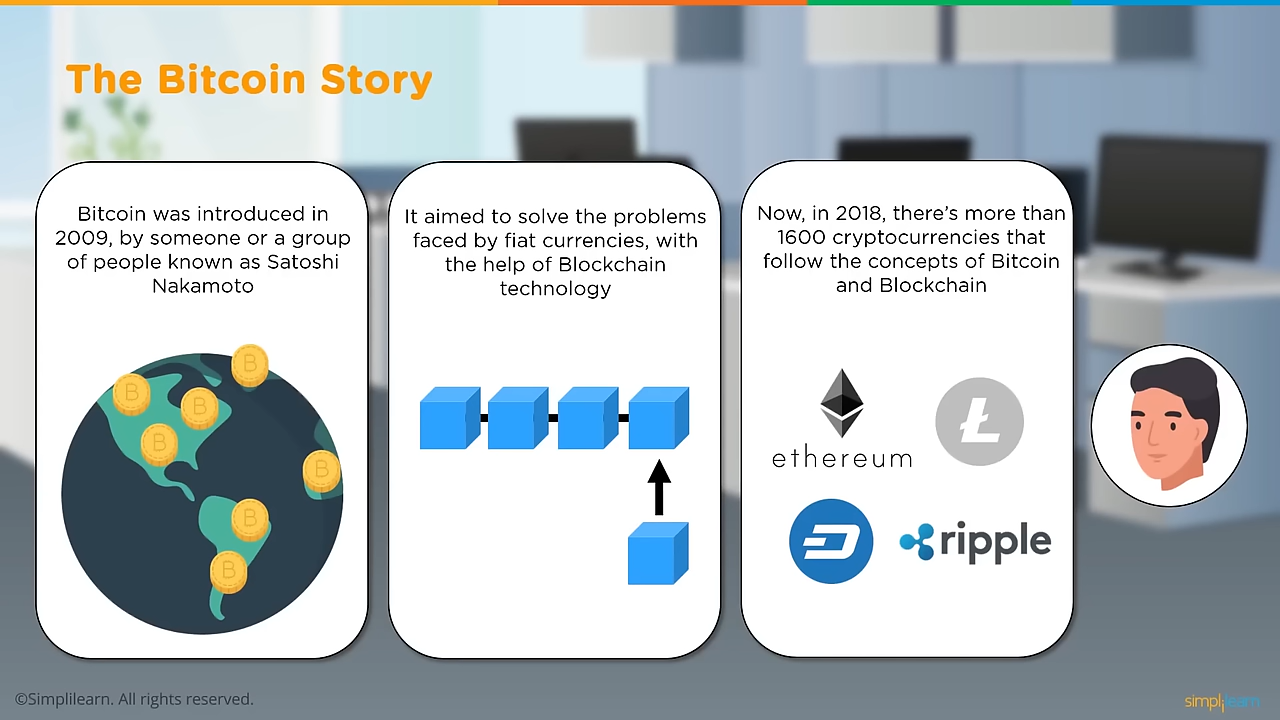 The Bitcoin Story
Bitcoin was introduced in
2009, by someone or a group
of people known as Satoshi
Nakamoto
It aimed to solve the problems
faced by fiat currencies, with
the help of Blockchain
technology
Now, in 2018, there's more than
1600 cryptocurrencies that
follow the concepts of Bitcoin
and Blockchain
ethereum
ripple
©Simplilearn. All rights reserved.
simplilearn